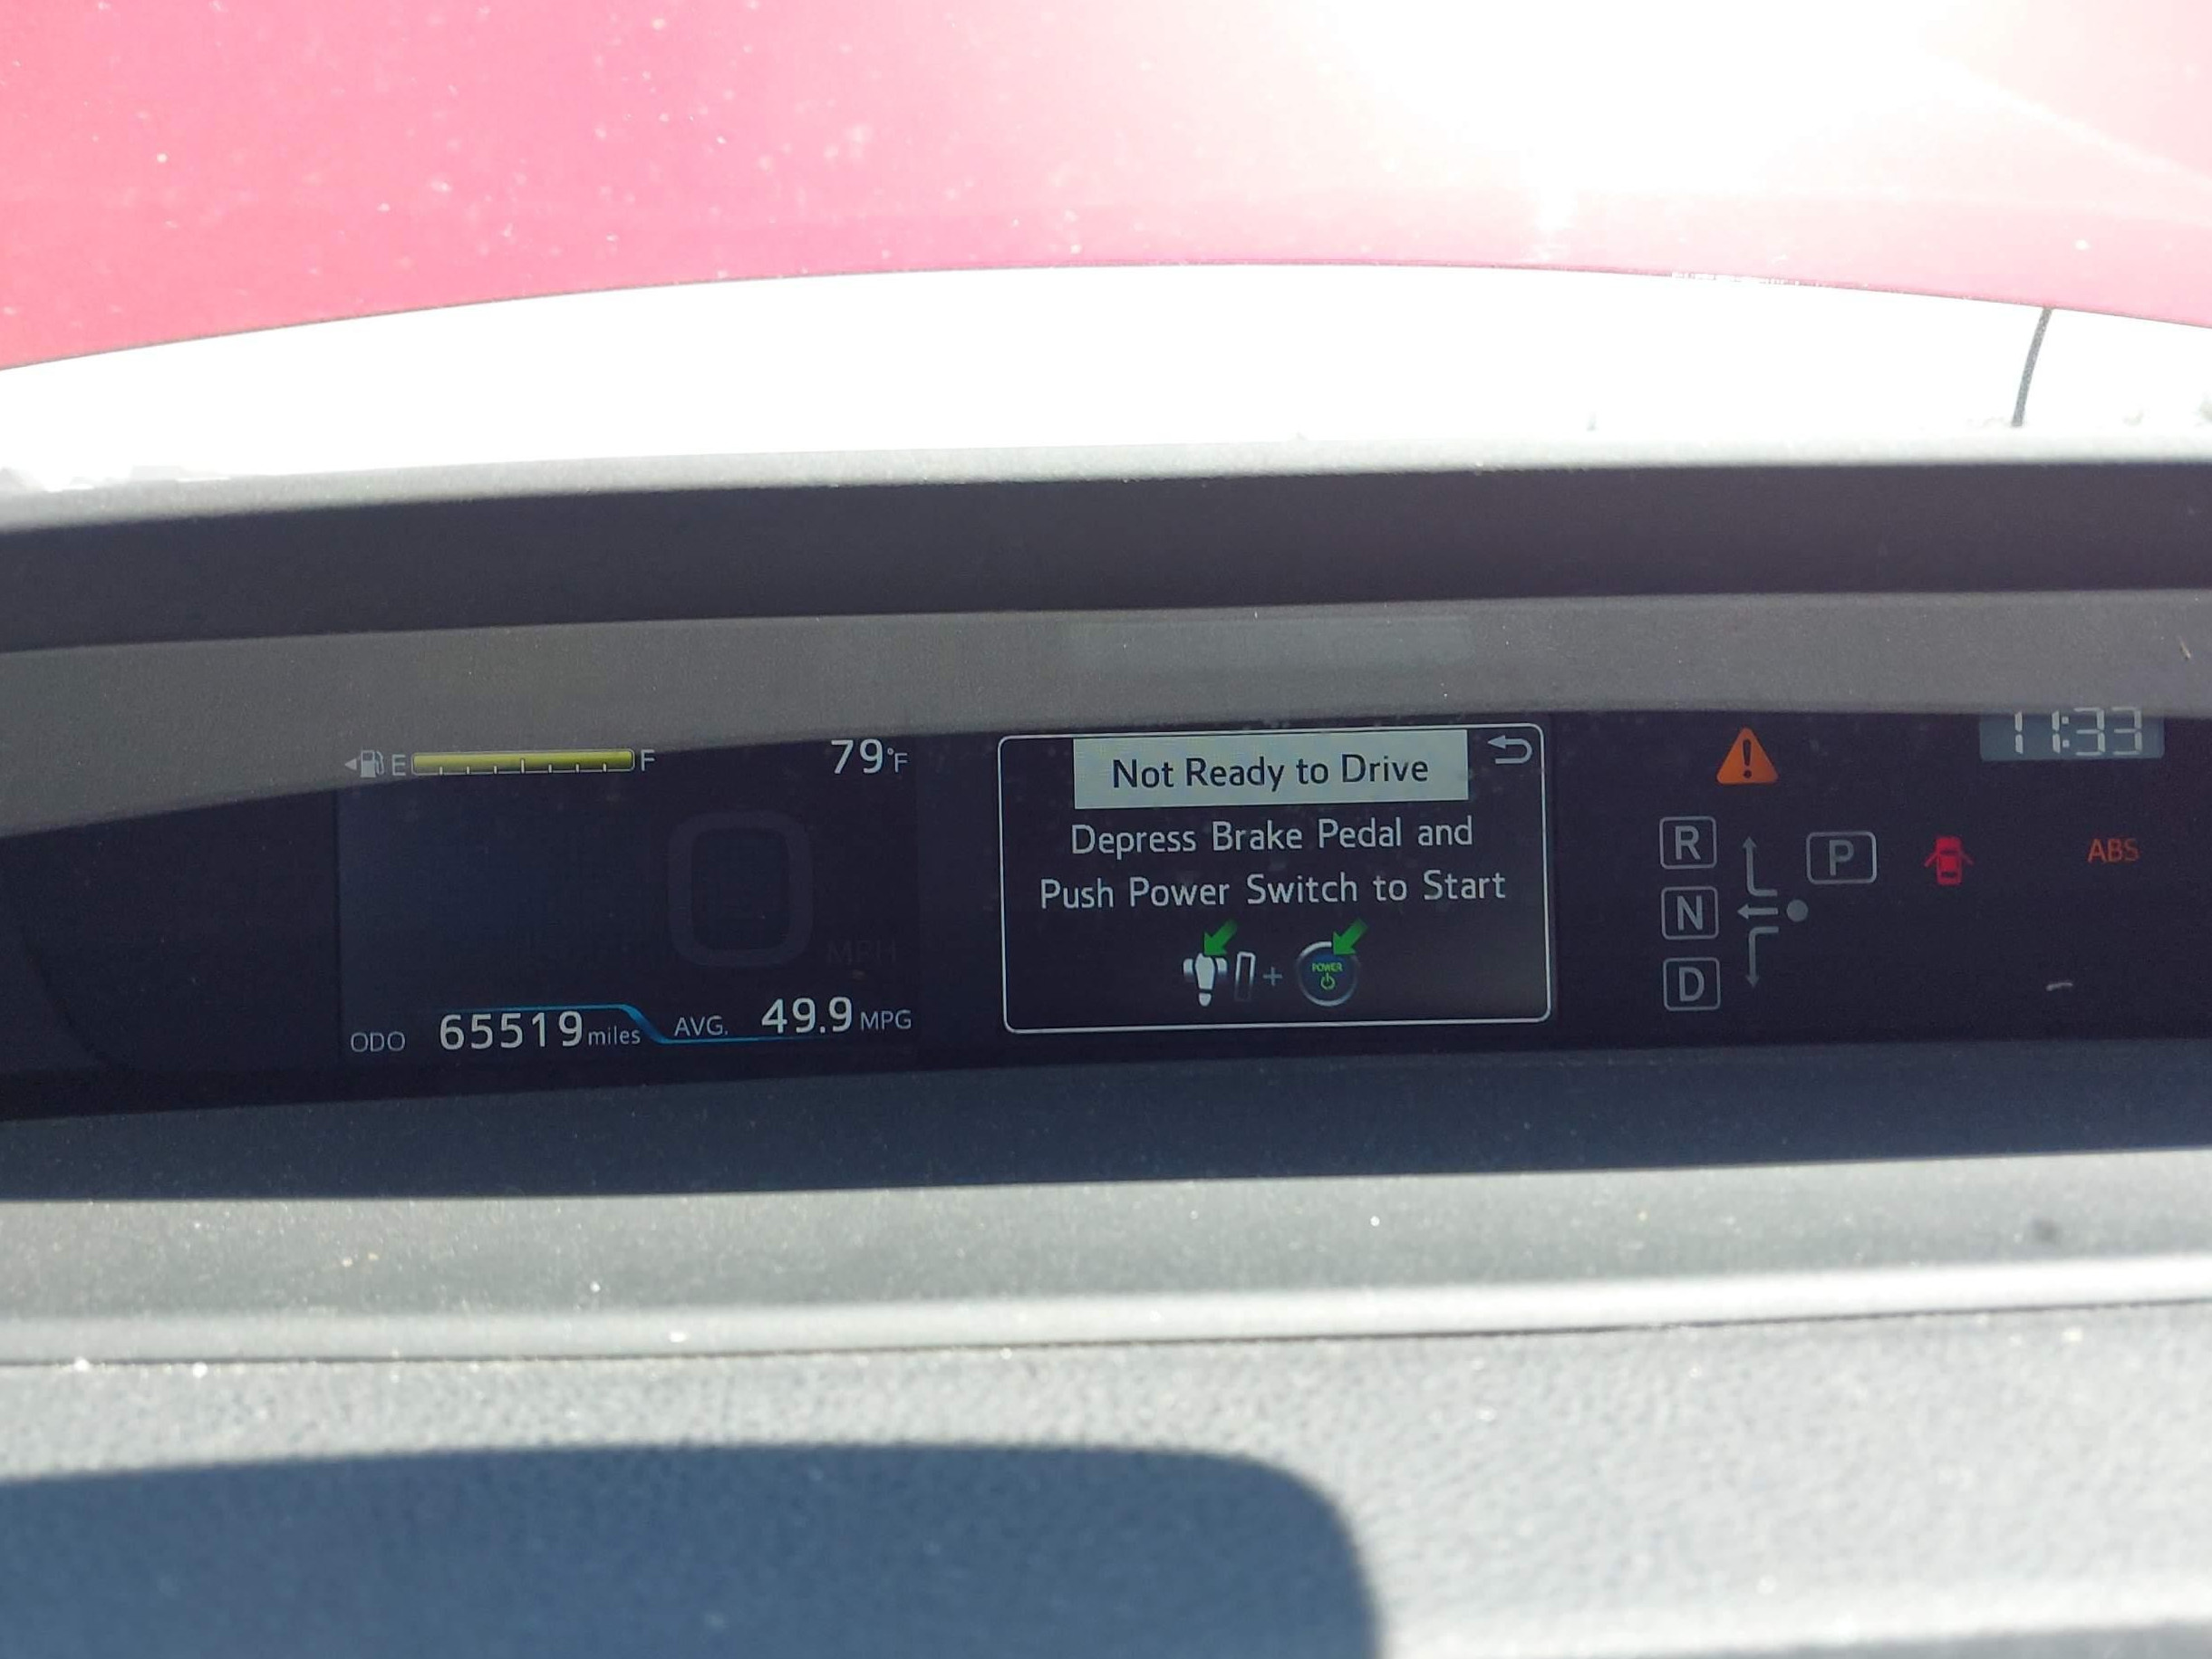 E F 79°F
0
MPH
ODO 65519 miles AVG. 49.9 MPG
Not Ready to Drive
Depress Brake Pedal and
Push Power Switch to Start
+ POWER
R
N
D
P
11:33
ABS